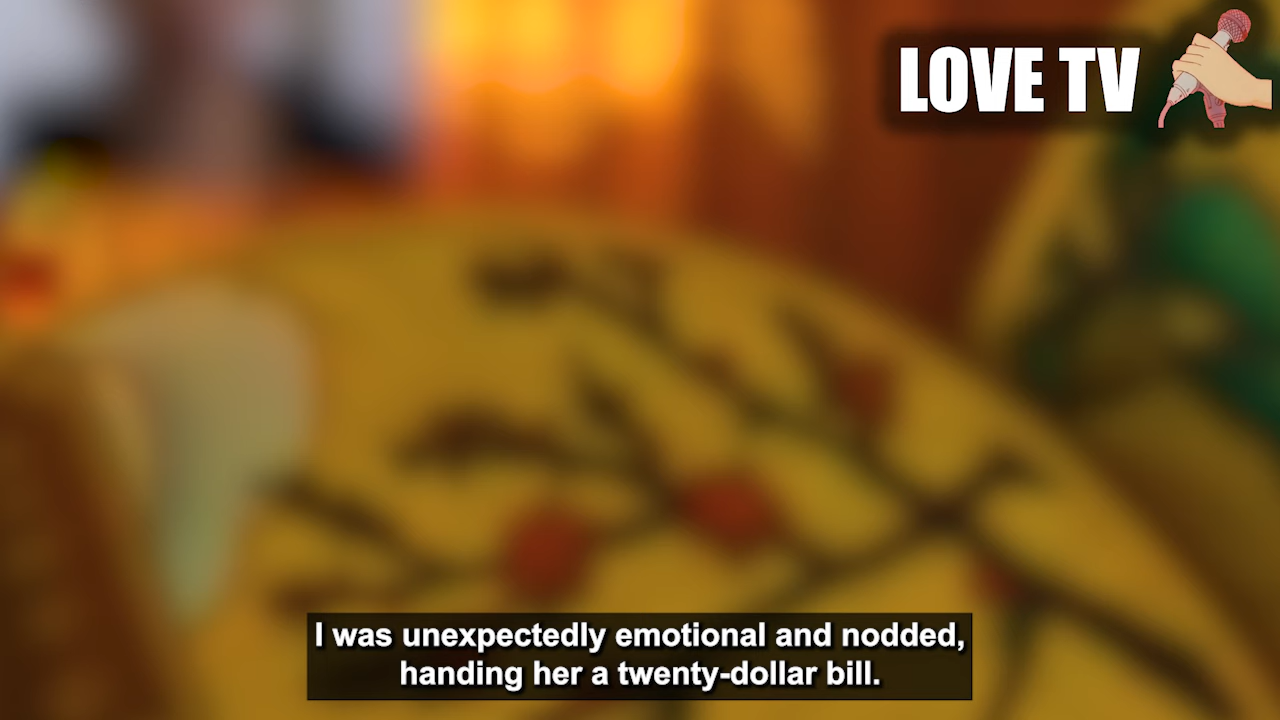 LOVE TV
I was unexpectedly emotional and nodded,
handing her a twenty-dollar bill.